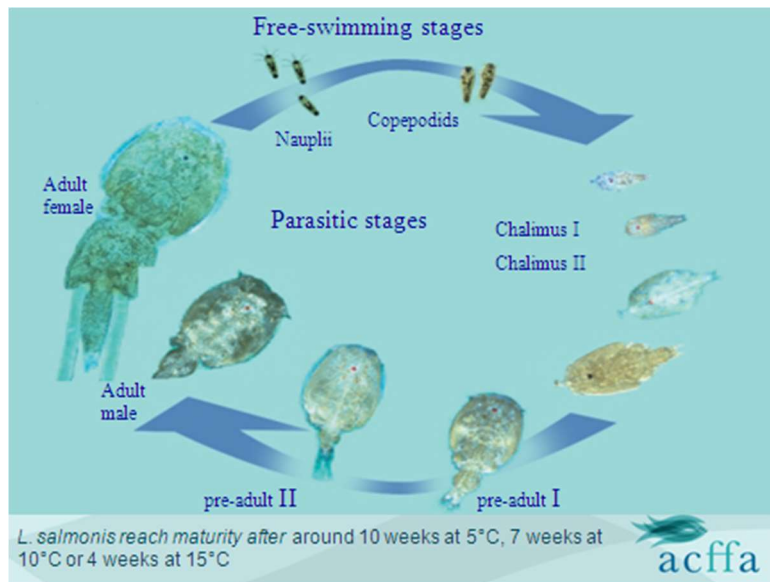 Free-swimming stages
Nauplii
Copepodids
Adult
female
Parasitic stages
Chalimus I
Chalimus II
Adult
male
pre-adult II
pre-adult I
L. salmonis reach maturity after around 10 weeks at 5°C, 7 weeks at
10°C or 4 weeks at 15°C
acffa